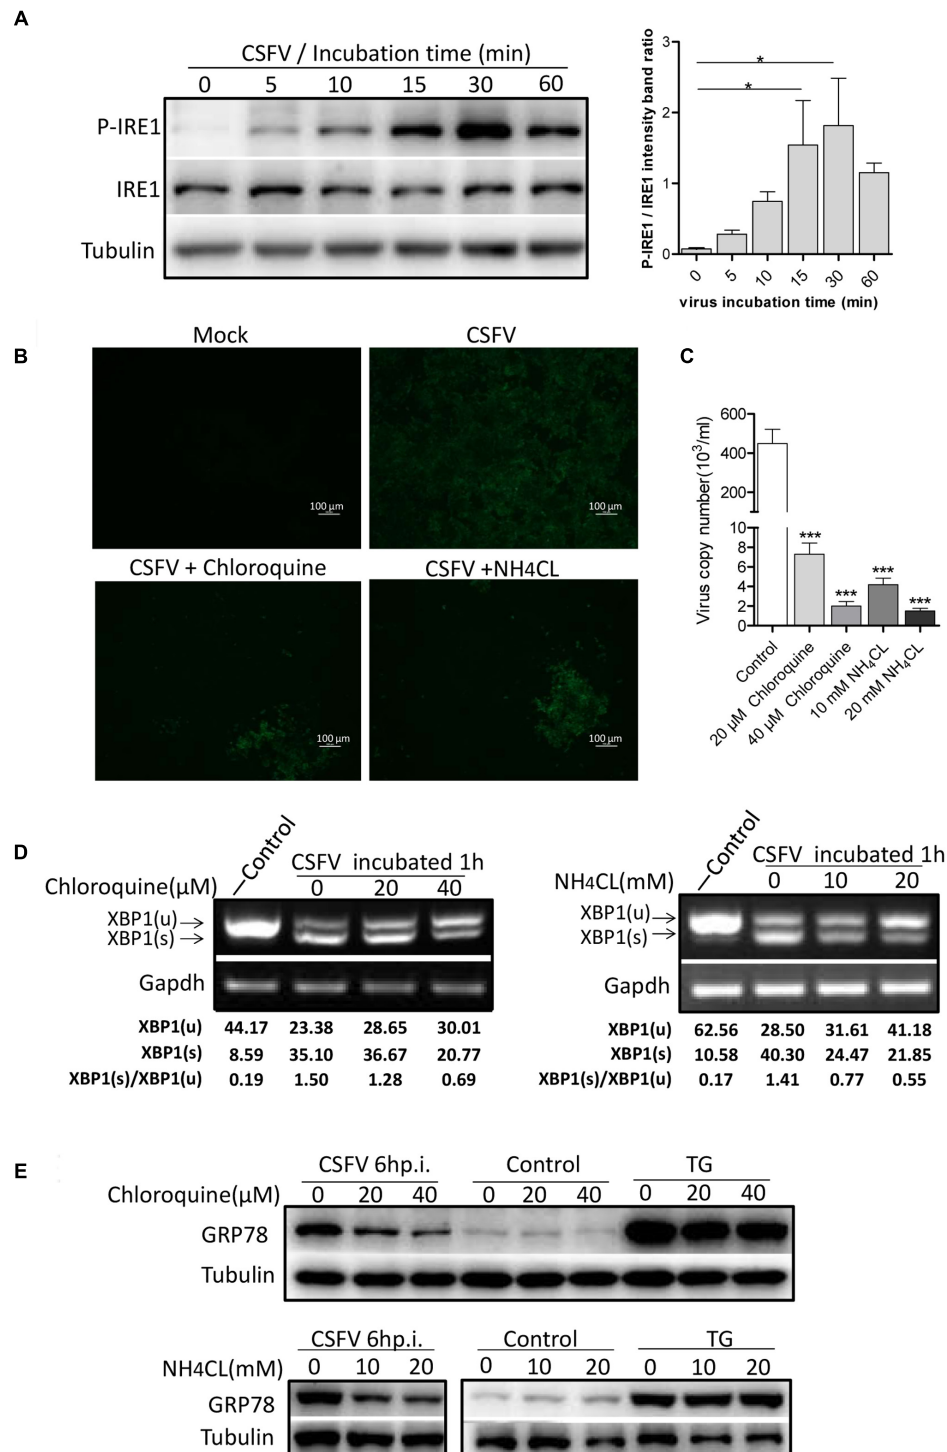 A
CSFV / Incubation time (min)
0 5 10 15 30 60
P-IRE1
IRE1
Tubulin
P-IRE1 / IRE1 intensity band ratio
3
2
1
0
* 
*
0 5 10 15 30 60
virus incubation time (min)
B
Mock
CSFV
100 µm
100 µm
CSFV + Chloroquine
CSFV +NH4CL
100 µm
100 µm
C
Virus copy number(10³/ml)
600
400
200
10
8
6
4
2
0
***
***
***
***
Control
20 µM Chloroquine
40 µM Chloroquine
10 mM NH₄CL
20 mM NH₄CL
D
Control
CSFV incubated 1h
Chloroquine(µM)
0 20 40
XBP1(u)
XBP1(s)
Gapdh
XBP1(u) 44.17 23.38 28.65 30.01
XBP1(s) 8.59 35.10 36.67 20.77
XBP1(s)/XBP1(u) 0.19 1.50 1.28 0.69
Control
CSFV incubated 1h
NH4CL(mM)
0 10 20
XBP1(u)
XBP1(s)
Gapdh
XBP1(u) 62.56 28.50 31.61 41.18
XBP1(s) 10.58 40.30 24.47 21.85
XBP1(s)/XBP1(u) 0.17 1.41 0.77 0.55
E
CSFV 6hp.i. Control TG
Chloroquine(µM) 0 20 40 0 20 40 0 20 40
GRP78
Tubulin
CSFV 6hp.i. Control TG
NH4CL(mM) 0 10 20 0 10 20 0 10 20
GRP78
Tubulin